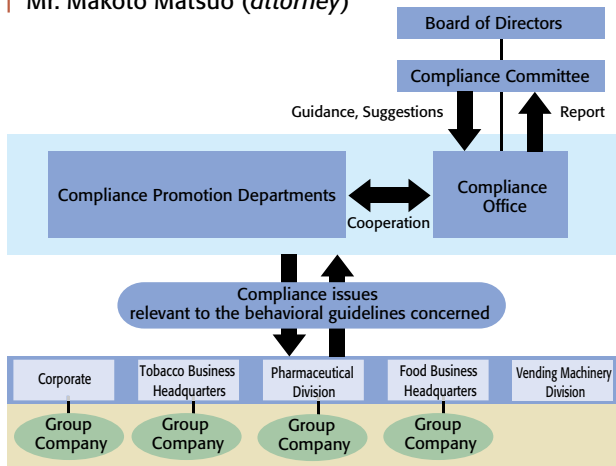 Mr. Makoto Matsuo (attorney)
Board of Directors
Compliance Committee
Guidance, Suggestions
Report
Compliance Promotion Departments
Cooperation
Compliance
Office
Compliance issues
relevant to the behavioral guidelines concerned
Corporate
Tobacco Business
Headquarters
Pharmaceutical
Division
Food Business
Headquarters
Vending Machinery
Division
Group
Company
Group
Company
Group
Company
Group
Company